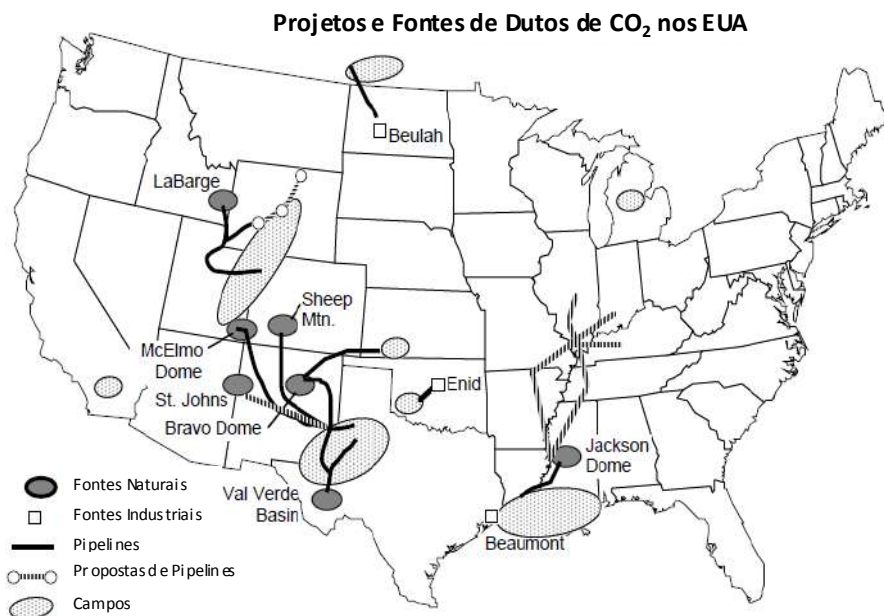 Projetos e Fontes de Dutos de CO₂ nos EUA
Beulah
LaBarge
Sheep
Mtn.
McElmo
Dome
St. Johns
Bravo Dome
Enid
Jackson
Dome
Val Verde
Basin
Beaumont
Fontes Naturais
Fontes Industriais
Pipelines
Propostas de Pipelines
Campos